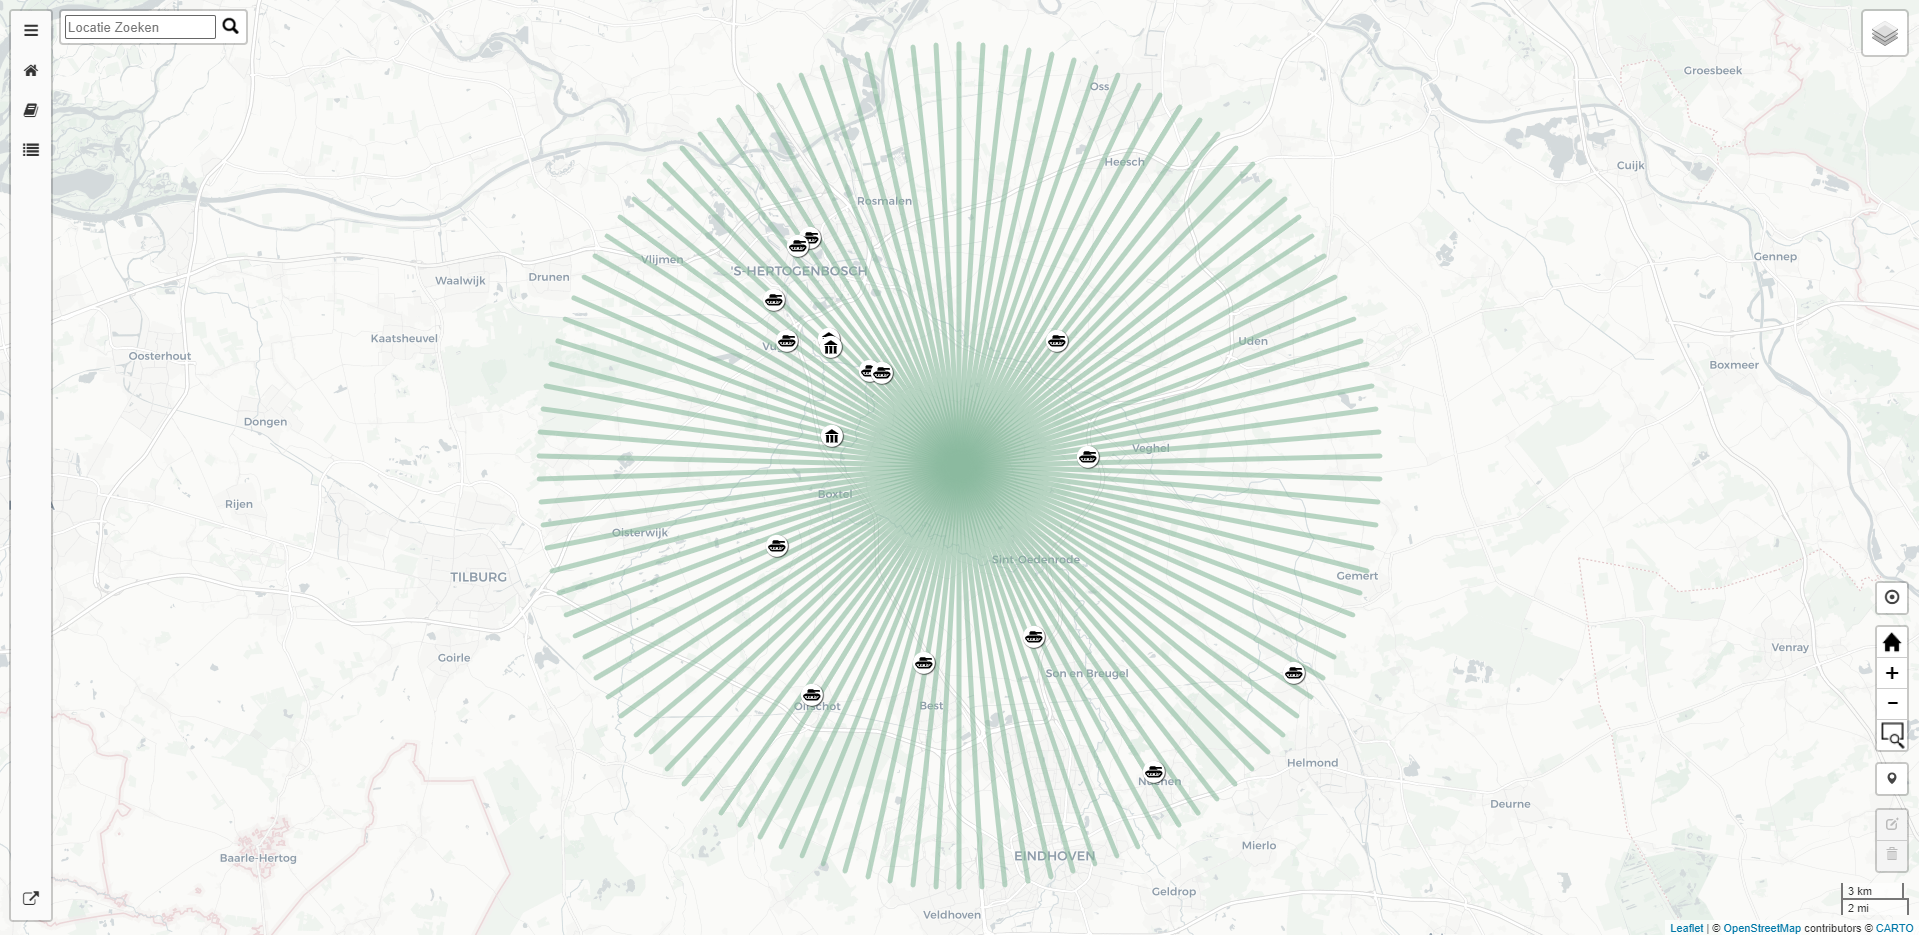 Locatie Zoeken
Groesbeek
Oss
Heesch
Cuijk
Rosmalen
Vlijmen
'S-HERTOGENBOSCH
Gennep
Waalwijk
Drunen
Kaatsheuvel
Uden
Oosterhout
Boxmeer
Dongen
Veghel
Boxtel
Rijen
Oisterwijk
Sint-Oedenrode
TILBURG
Gemert
Goirle
Venray
Son en Breugel
Oirschot
Best
Helmond
Nuenen
Deurne
Mierlo
Baarle-Hertog
EINDHOVEN
Geldrop
3 km
Veldhoven
2 mi
Leaflet | © OpenStreetMap contributors © CARTO